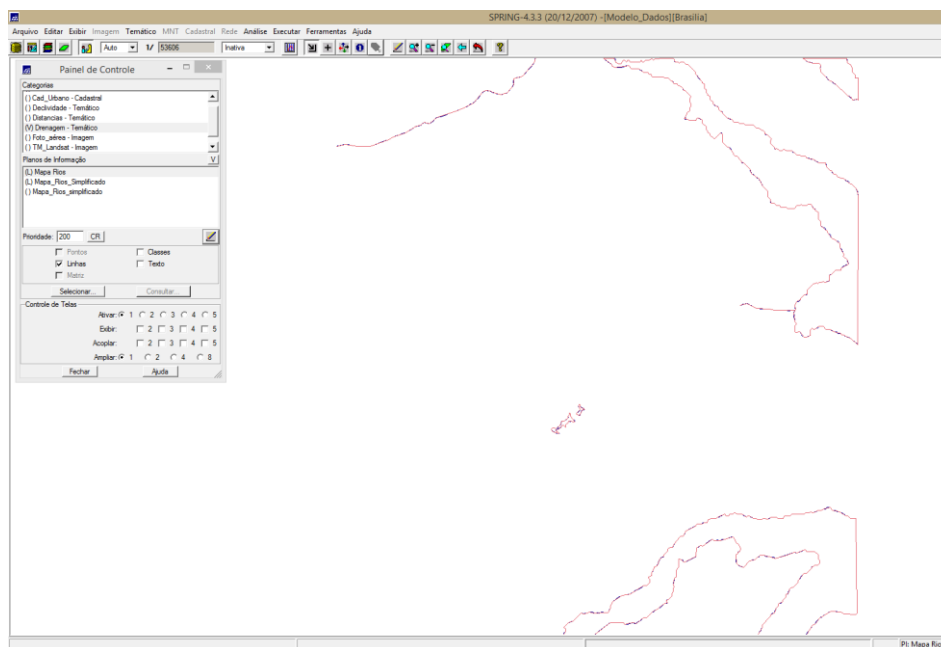 SPRING-4.3.3 (20/12/2007) -[Modelo_Dados][Brasilia]
Arquivo Editar Exibir Imagem Temático MNT Cadastral Rede Análise Executar Ferramentas Ajuda
Auto 1/ 53606 Inativa
Painel de Controle
Categorias
() Cad_Urbano - Cadastral
() Declividade - Temático
() Distancias - Temático
(V) Drenagem - Temático
() Foto_aérea - Imagem
() TM_Landsat - Imagem
Planos de Informação V
(L) Mapa Rios
(L) Mapa_Rios_Simplificado
() Mapa_Rios_simplificado
Prioridade: 200 CR
Pontos Classes
Linhas Texto
Matriz
Selecionar... Consultar...
Controle de Telas
Ativar: 1 2 3 4 5
Exibir: 2 3 4 5
Acoplar: 2 3 4 5
Ampliar: 1 2 4 8
Fechar Ajuda
PI: Mapa Rio